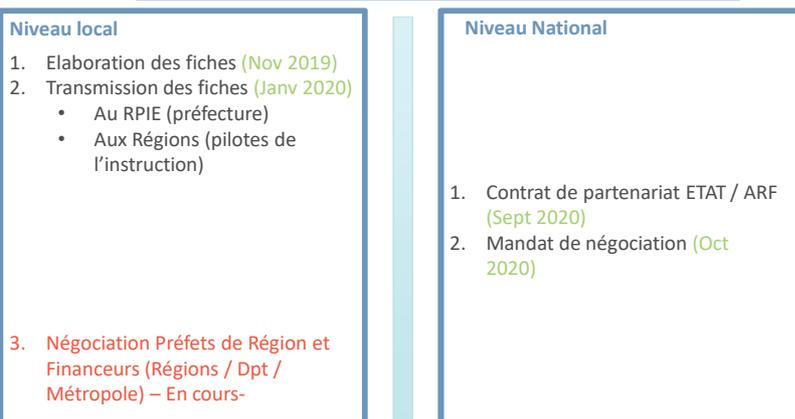 Niveau local
1. Elaboration des fiches (Nov 2019)
2. Transmission des fiches (Janv 2020)
• Au RPIE (préfecture)
• Aux Régions (pilotes de
l’instruction)
3. Négociation Préfets de Région et
Financeurs (Régions / Dpt /
Métropole) – En cours-
Niveau National
1. Contrat de partenariat ETAT / ARF
(Sept 2020)
2. Mandat de négociation (Oct
2020)